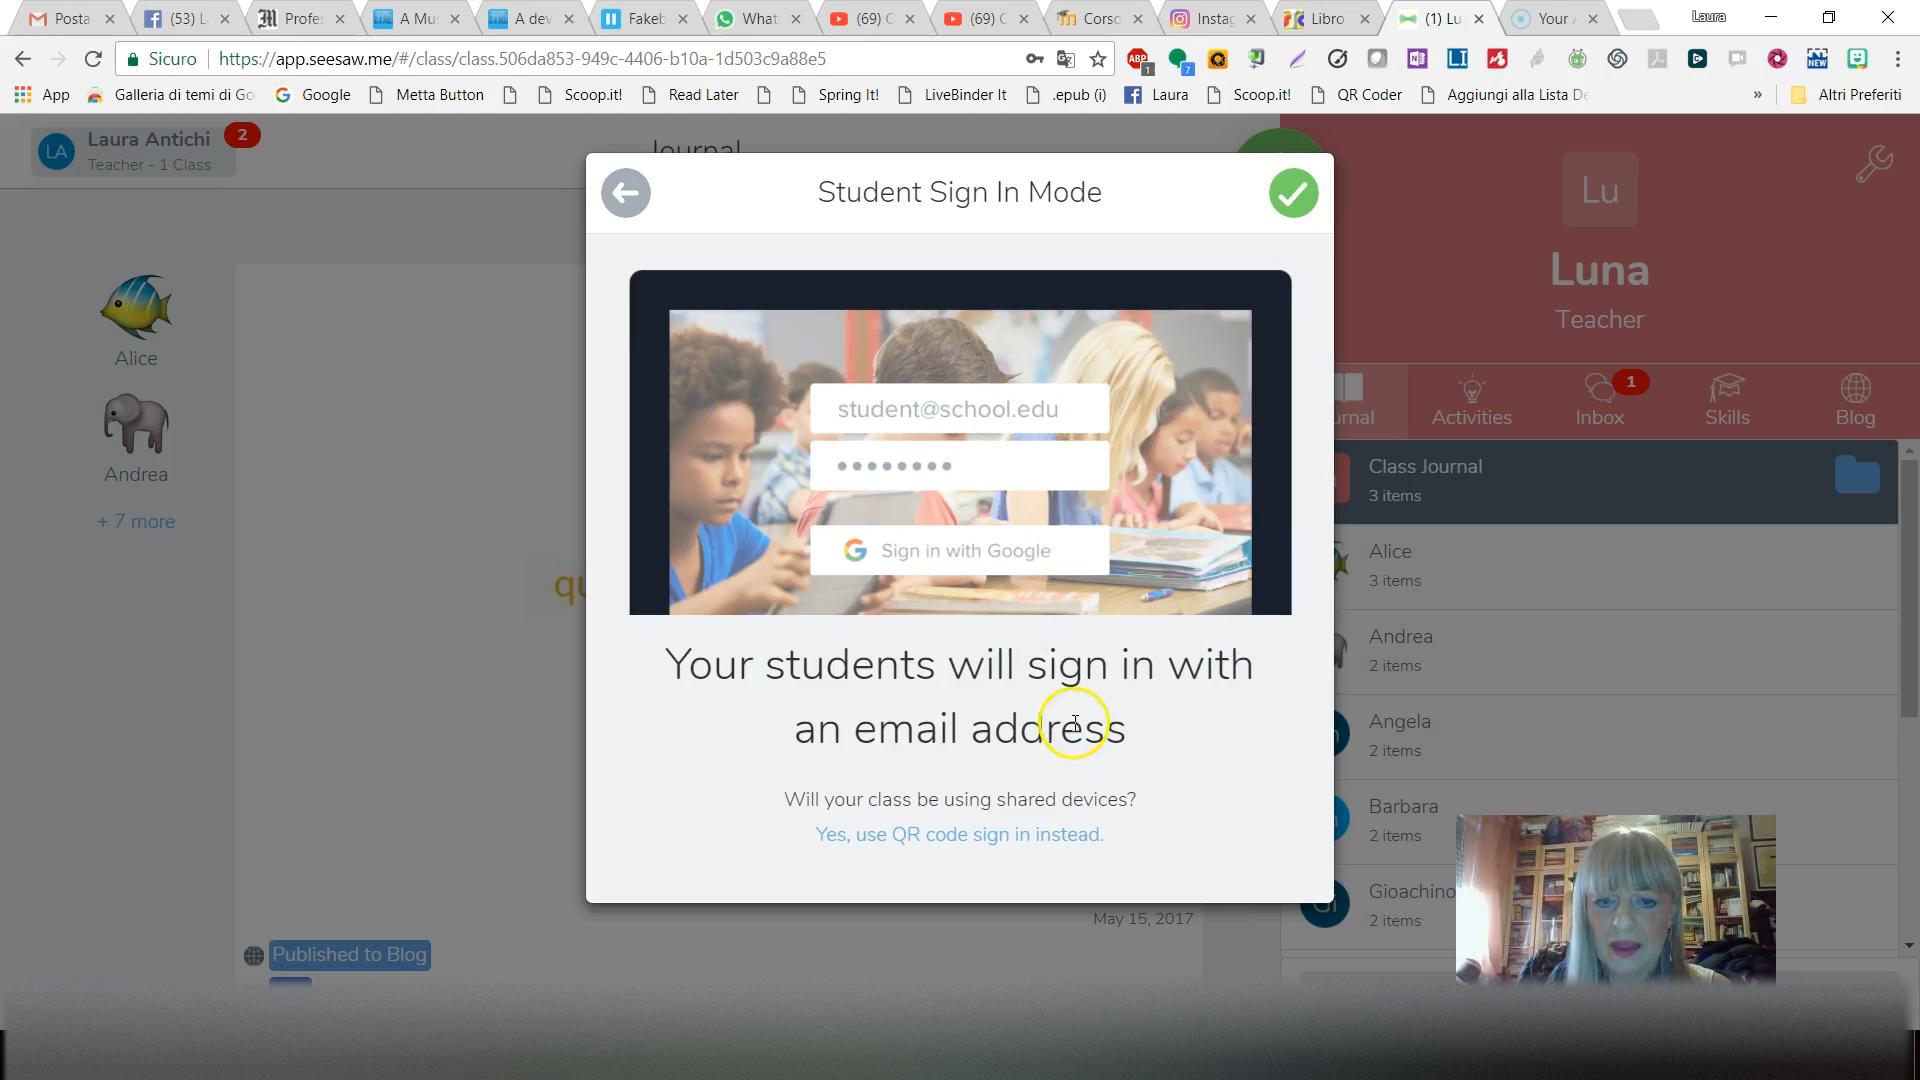 Posta
(53) L
Profe
A Mu
A dev
Fakeb
What
(69) C
(69) C
Corso
Insta
Libro
(1) Lu
Your
Laura
Sicuro
https://app.seesaw.me/#/class/class.506da853-949c-4406-b10a-1d503c9a88e5
App
Galleria di temi di Go
Google
Metta Button
Scoop.it!
Read Later
Spring It!
LiveBinder It
.epub (i)
Laura
Scoop.it!
QR Coder
Aggiungi alla Lista De
»
Altri Preferiti
LA
Laura Antichi
2
Teacher - 1 Class
Journal
Student Sign In Mode
Lu
Luna
Teacher
Alice
Andrea
+ 7 more
student@school.edu
Sign in with Google
Your students will sign in with
an email address
Will your class be using shared devices?
Yes, use QR code sign in instead.
Activities
Inbox
1
Skills
Blog
Class Journal
3 items
Alice
3 items
Andrea
2 items
Angela
2 items
Barbara
2 items
Gi
Gioachino
2 items
May 15, 2017
Published to Blog